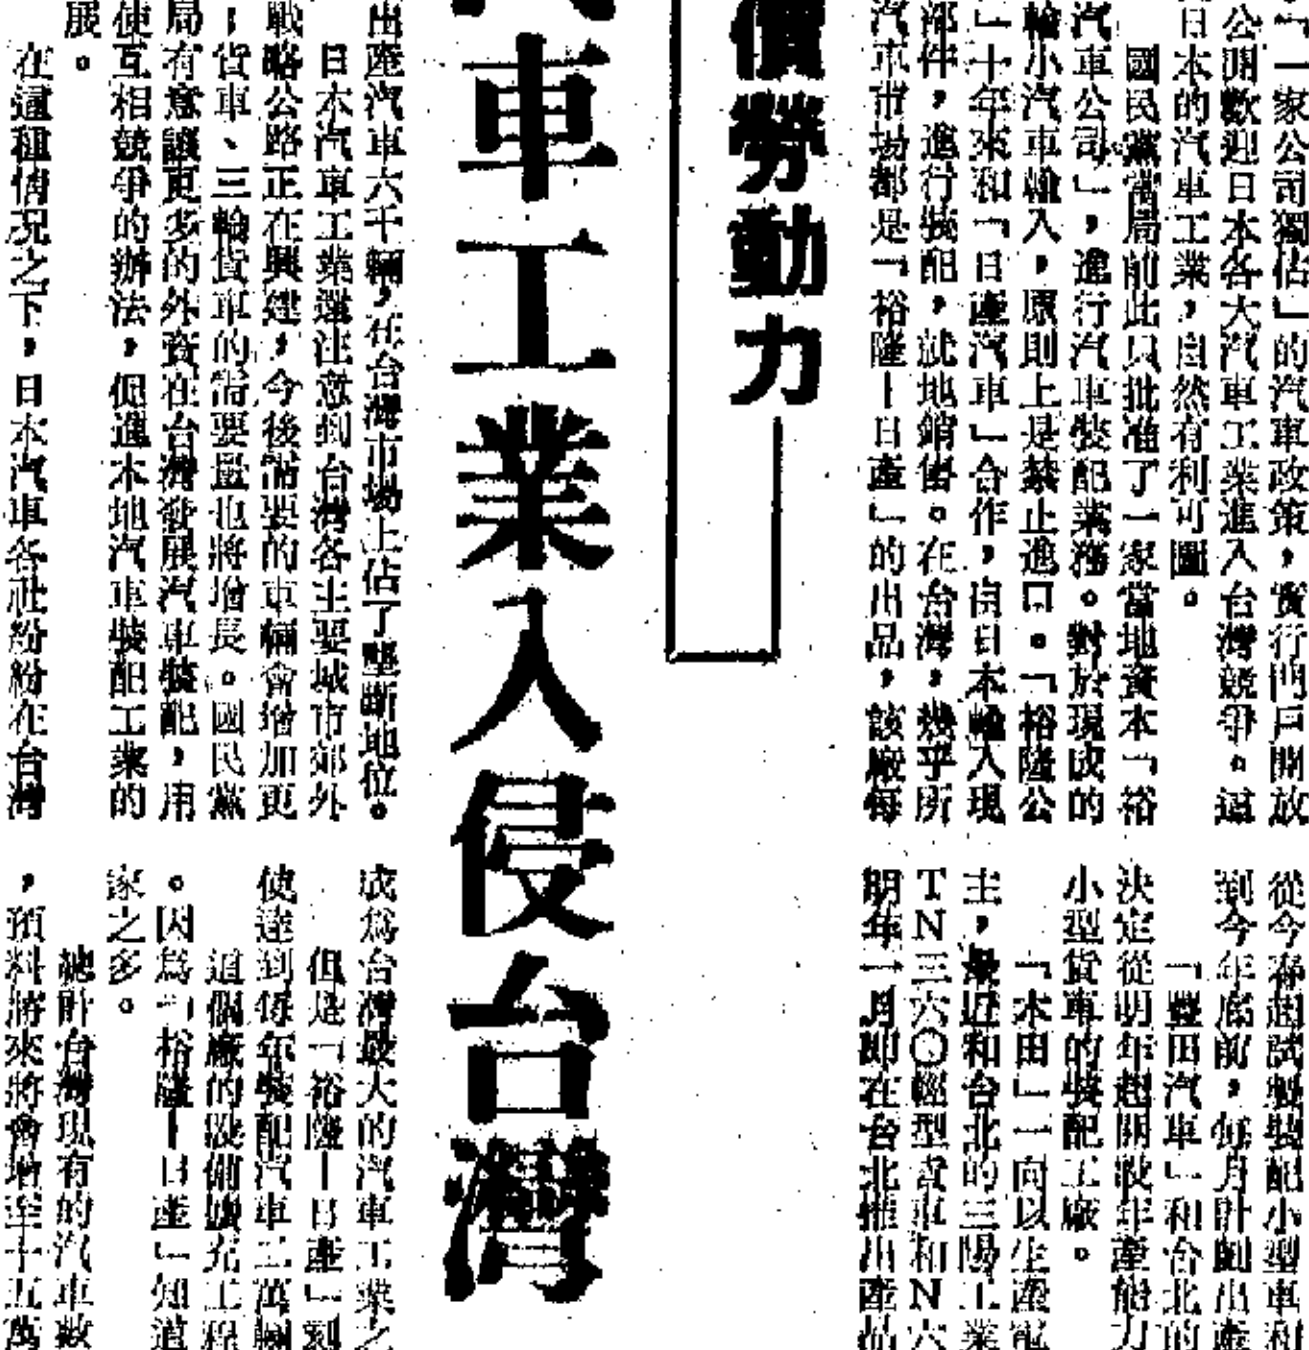 「一家公司獨佔」的汽車政策，實行門戶開放
公開歡迎日本各大汽車工業進入台灣競爭。這
日本的汽車工業，自然有利可圖。
國民黨當局前此只批准了一家當地資本「裕
汽車公司」，進行汽車裝配業務。對於現成的
輪小汽車輸入，原則上是禁止進口。「裕隆公
」十年來和「日產汽車」合作，由日本輸入現
部件，進行裝配，就地銷售。在台灣，幾乎所
汽車市場都是「裕隆—日產」的出品，該廠每
價勞動力
車工業入侵台灣
出產汽車六千輛，在台灣市場上佔了壟斷地位。
日本汽車工業還注意到台灣各主要城市郊外
戰略公路正在興建，今後需要的車輛會增加更
；貨車、三輪貨車的需要量也將增長。國民黨
局有意讓更多的外資在台灣發展汽車裝配，用
使互相競爭的辦法，促進本地汽車裝配工業的
展。
在這種情況之下，日本汽車各社紛紛在台灣
從今春起試製裝配小型車和
到今年底前，每月計劃出產
「豐田汽車」和台北的
決定從明年起開設年產能力
小型貨車的裝配工廠。
「本田」一向以生產電
主，最近和台北的三陽工業
TN三六〇輕型貨車和N六
明年一月卽在台北推出產品
成爲台灣最大的汽車工業之
但是「裕隆—日產」刻
使達到每年裝配汽車二萬輛
這個廠的設備擴充工程
。因爲「裕隆—日產」知道
家之多。
總計台灣現有的汽車數
，預料將來將會增至十五萬